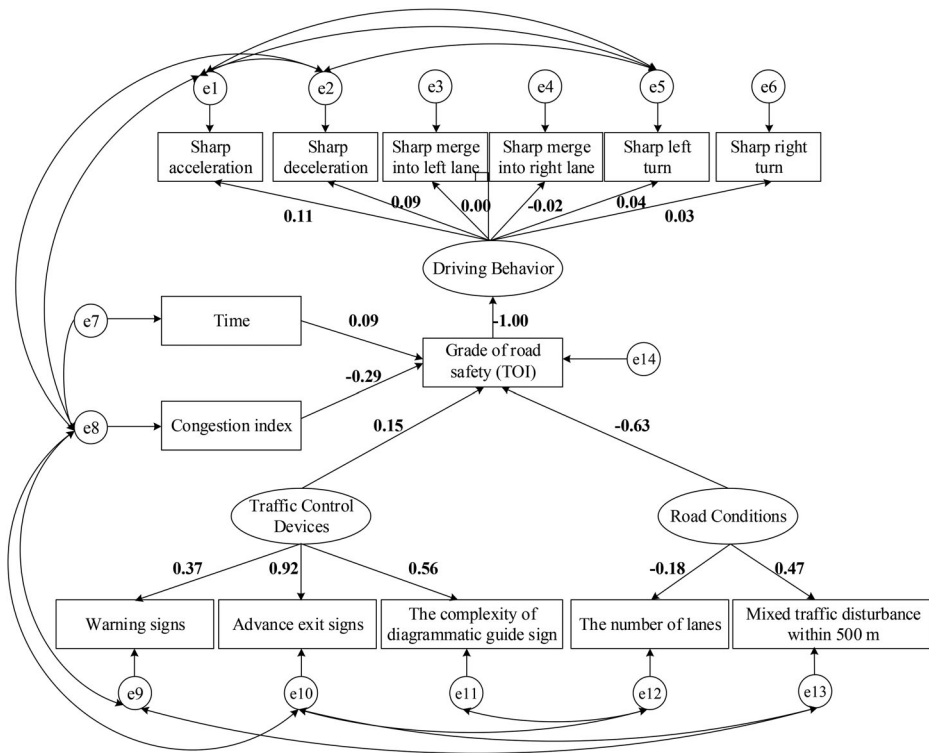 e1
e2
e3
e4
e5
e6
Sharp
acceleration
Sharp
deceleration
Sharp merge
into left lane
Sharp merge
into right lane
Sharp left
turn
Sharp right
turn
0.11
0.09
0.00
-0.02
0.04
0.03
Driving Behavior
e7
Time
0.09
-1.00
Grade of road
safety (TOI)
e14
-0.29
e8
Congestion index
0.15
-0.63
Traffic Control
Devices
Road Conditions
0.37
0.92
0.56
-0.18
0.47
Warning signs
Advance exit signs
The complexity of
diagrammatic guide sign
The number of lanes
Mixed traffic disturbance
within 500 m
e9
e10
e11
e12
e13